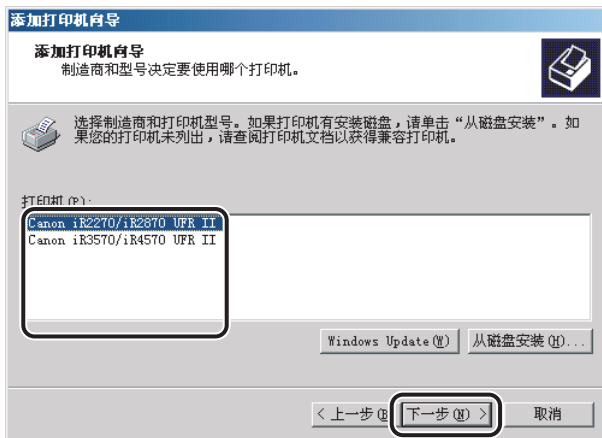 添加打印机向导
添加打印机向导
制造商和型号决定要使用哪个打印机。
选择制造商和打印机型号。如果打印机有安装磁盘，请单击“从磁盘安装”。如
果您的打印机未列出，请查阅打印机文档以获得兼容打印机。
打印机(P):
Canon iR2270/iR2870 UFR II
Canon iR3570/iR4570 UFR II
Windows Update(W) 从磁盘安装(H)...
< 上一步(B 下一步(N) > 取消